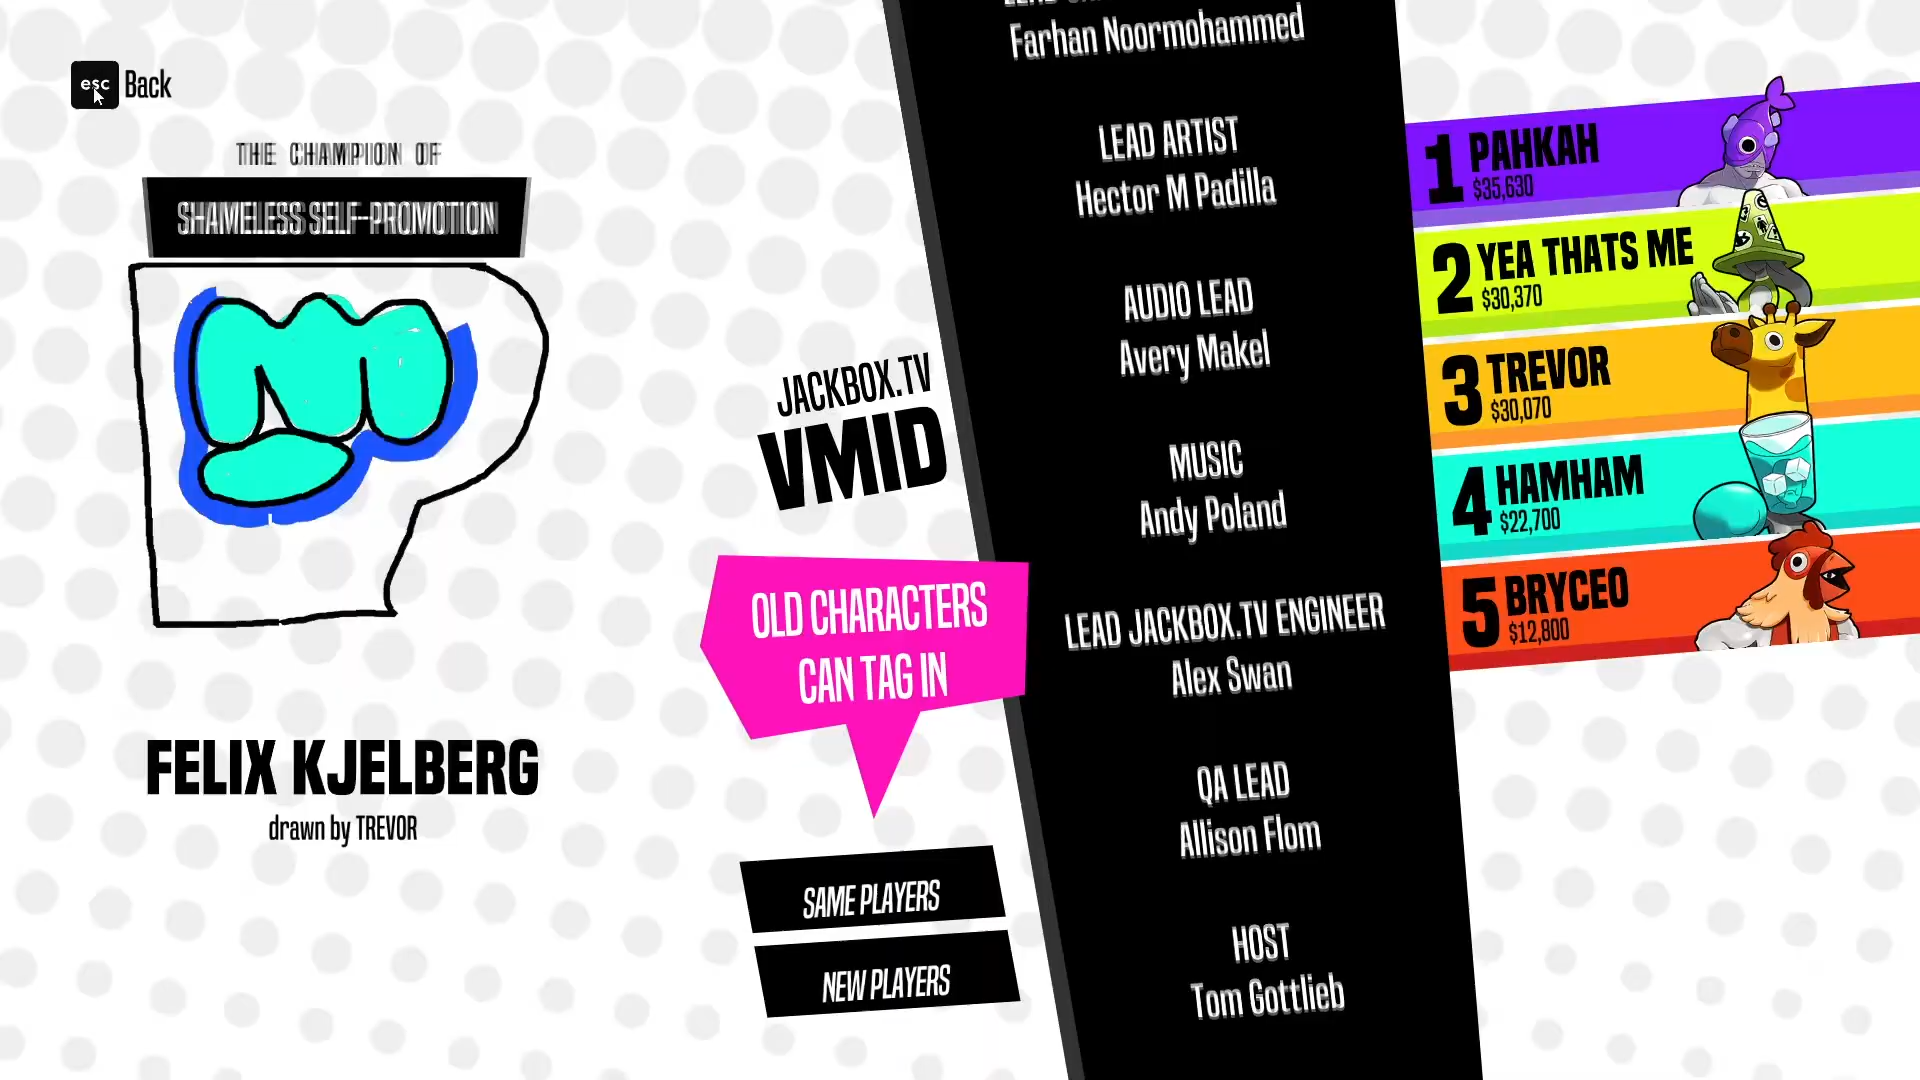 esc Back
THE CHAMPION OF
SHAMELESS SELF-PROMOTION
FELIX KJELBERG
drawn by TREVOR
JACKBOX.TV
VMID
OLD CHARACTERS
CAN TAG IN
SAME PLAYERS
NEW PLAYERS
Farhan Noormohammed
LEAD ARTIST
Hector M Padilla
AUDIO LEAD
Avery Makel
MUSIC
Andy Poland
LEAD JACKBOX.TV ENGINEER
Alex Swan
QA LEAD
Allison Flom
HOST
Tom Gottlieb
1 PAHKAH
$35,630
2 YEA THATS ME
$30,370
3 TREVOR
$30,070
4 HAMHAM
$22,700
5 BRYCEO
$12,800